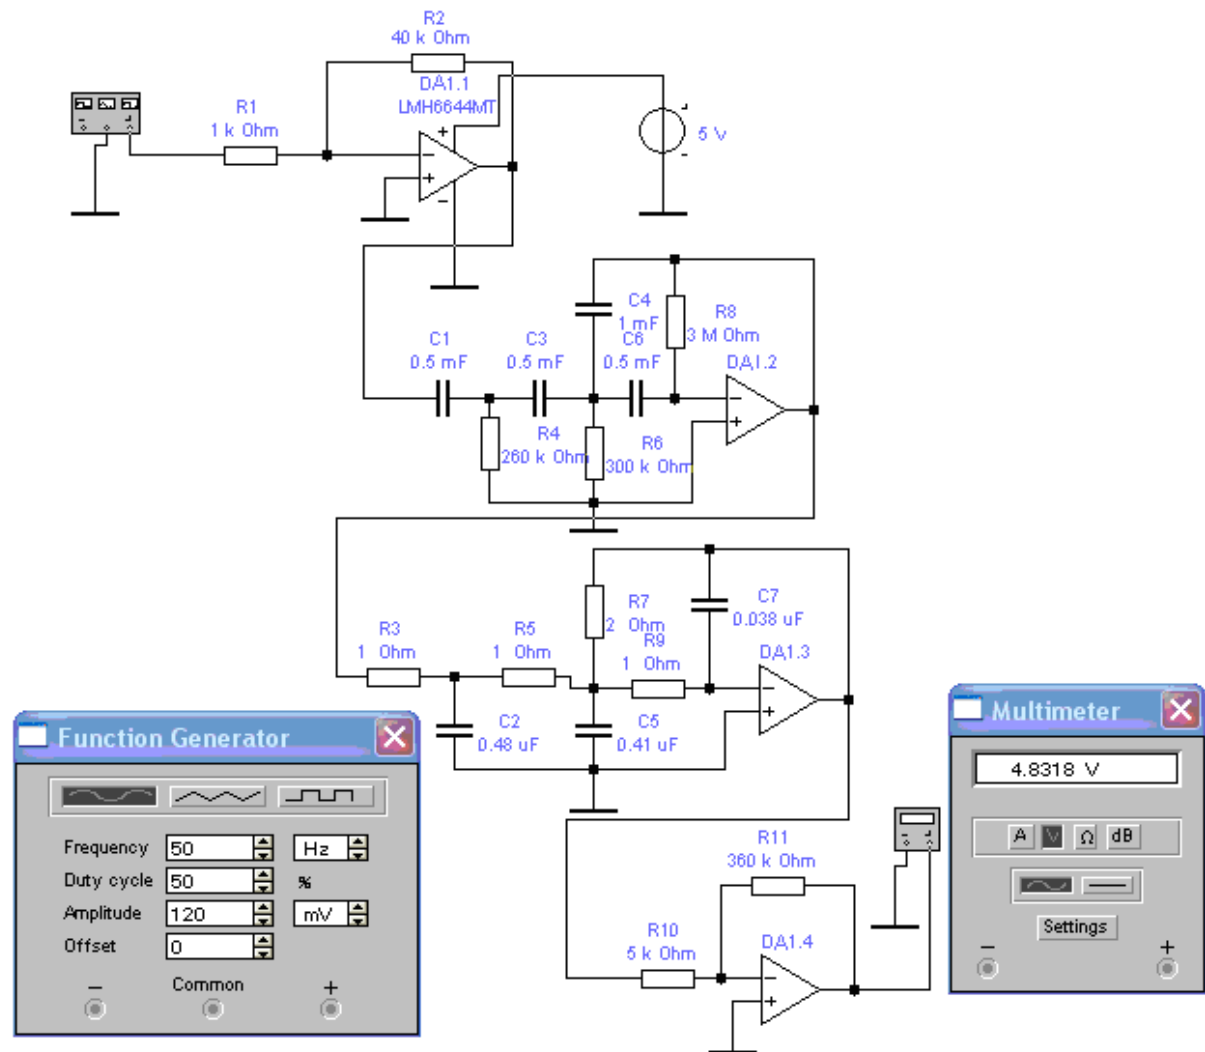 R2
40 k Ohm
DA1.1
LMH6644MT
R1
1 k Ohm
5 V
C4
1 mF
R8
3 M Ohm
C1
0.5 mF
C3
0.5 mF
C6
0.5 mF
DA1.2
R4
260 k Ohm
R6
300 k Ohm
R7
2 Ohm
C7
0.038 uF
R3
1 Ohm
R5
1 Ohm
R9
1 Ohm
DA1.3
C2
0.48 uF
C5
0.41 uF
R11
360 k Ohm
R10
5 k Ohm
DA1.4
Function Generator
Frequency 50 Hz
Duty cycle 50 %
Amplitude 120 mV
Offset 0
− Common +
Multimeter
4.8318 V
A V Ω dB
Settings
− +